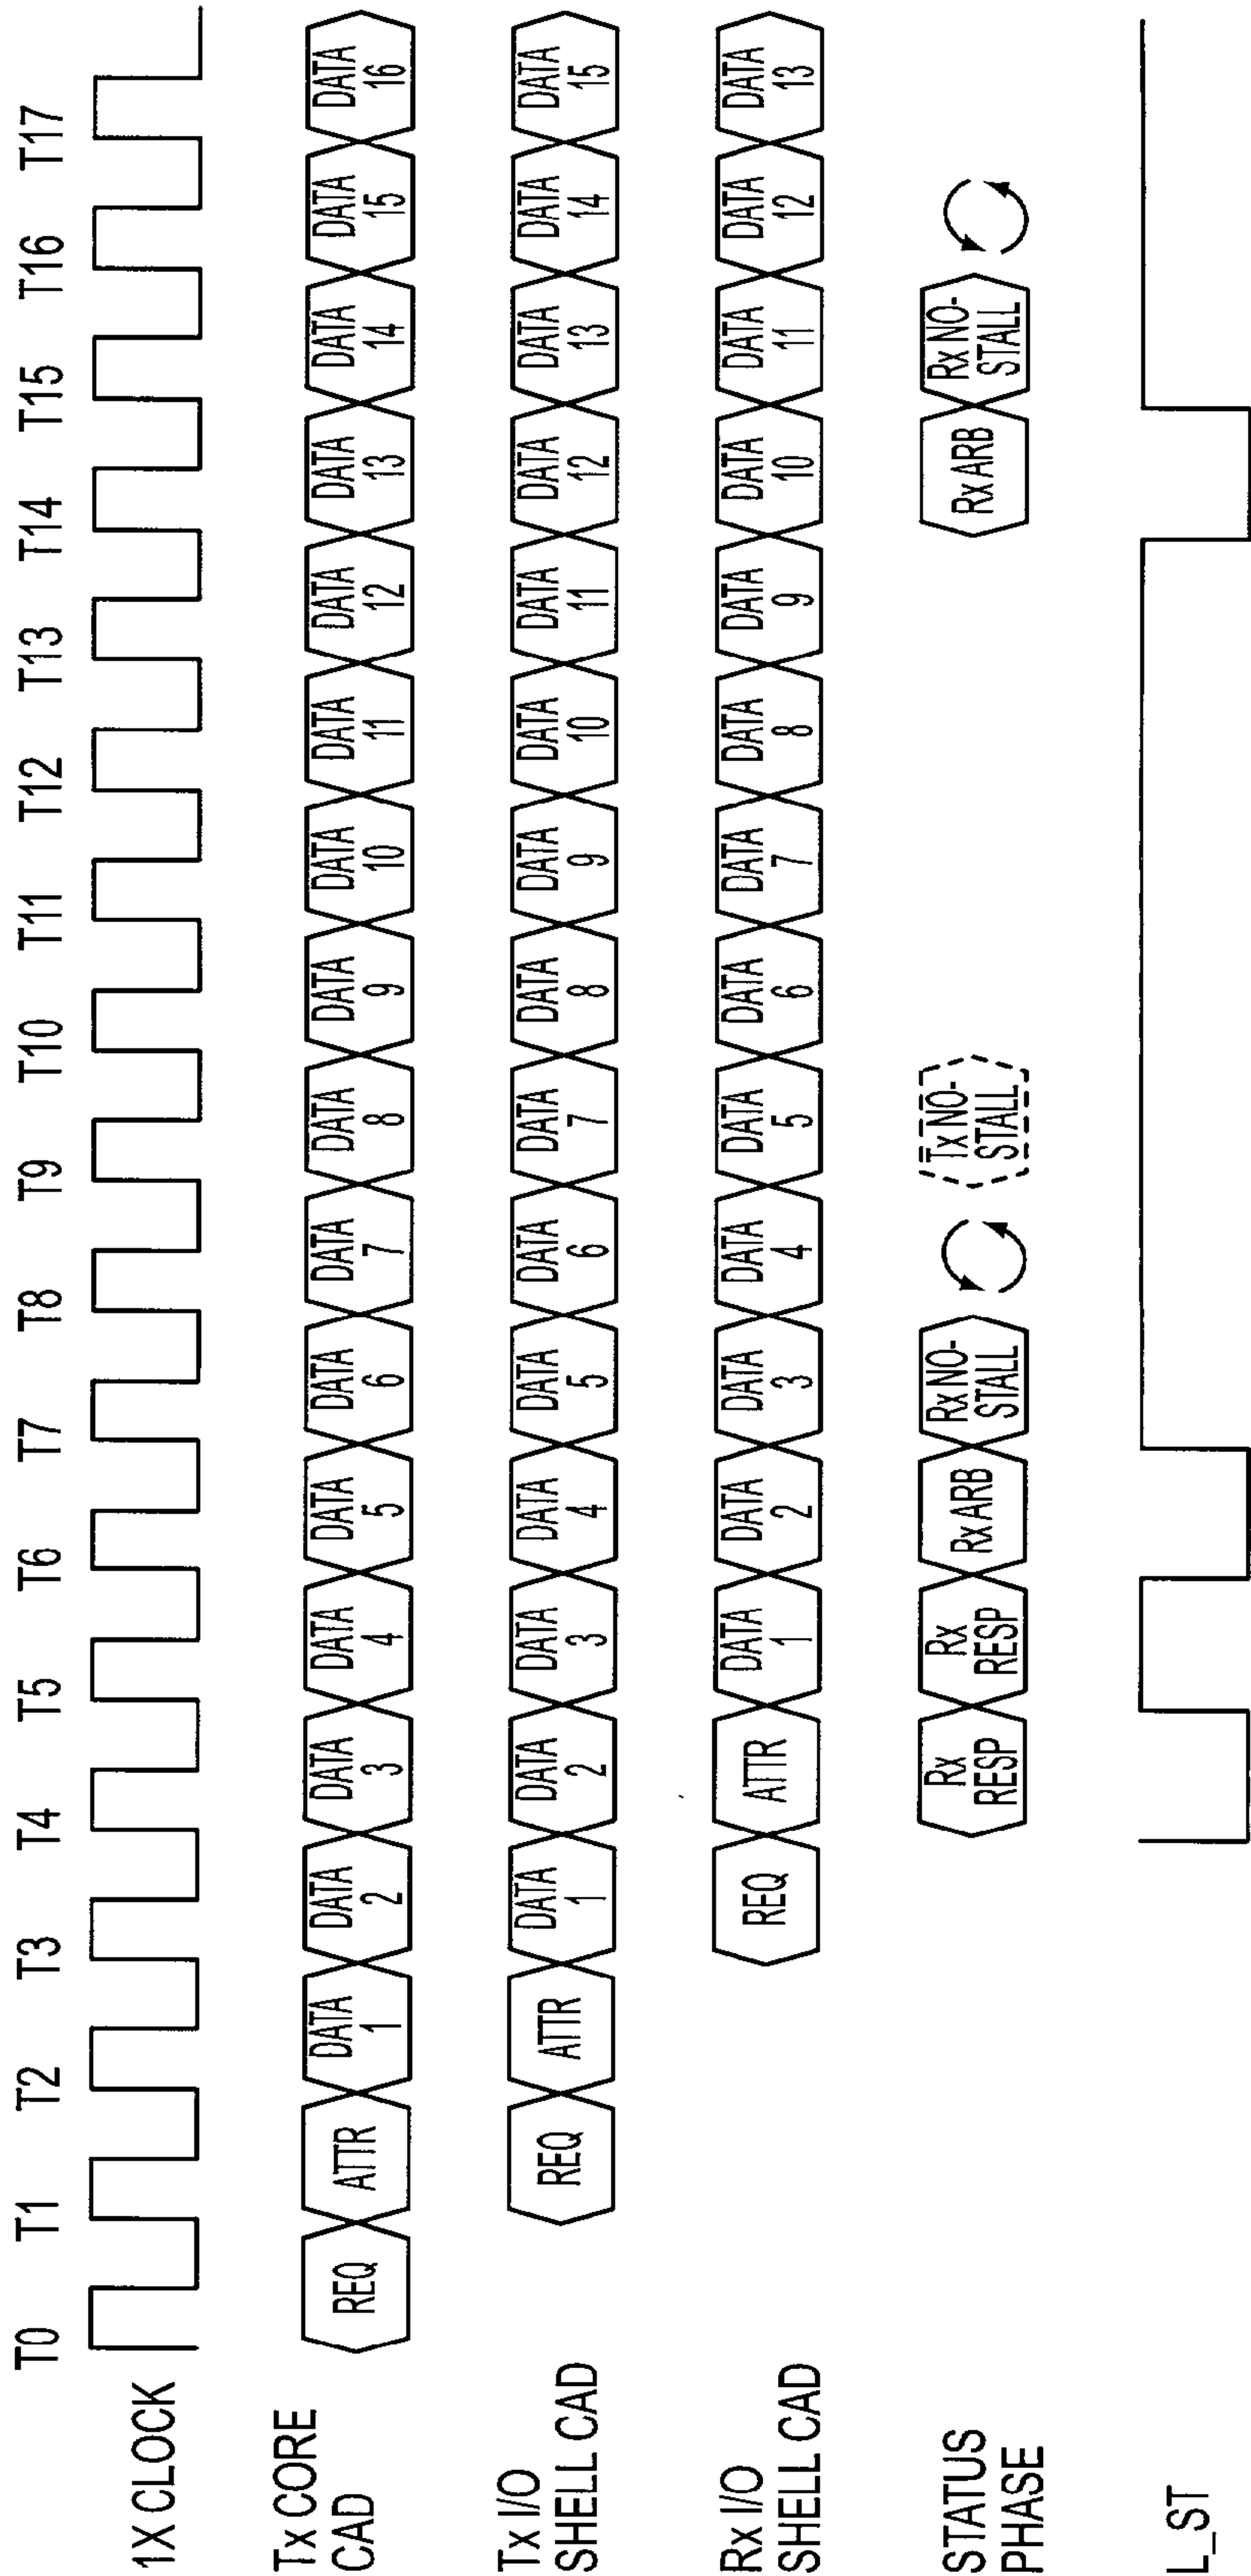 T0 T1 T2 T3 T4 T5 T6 T7 T8 T9 T10 T11 T12 T13 T14 T15 T16 T17
1X CLOCK
Tx CORE
CAD
REQ
ATTR
DATA
1
DATA
2
DATA
3
DATA
4
DATA
5
DATA
6
DATA
7
DATA
8
DATA
9
DATA
10
DATA
11
DATA
12
DATA
13
DATA
14
DATA
15
DATA
16
Tx I/O
SHELL CAD
REQ
ATTR
DATA
1
DATA
2
DATA
3
DATA
4
DATA
5
DATA
6
DATA
7
DATA
8
DATA
9
DATA
10
DATA
11
DATA
12
DATA
13
DATA
14
DATA
15
Rx I/O
SHELL CAD
REQ
ATTR
DATA
1
DATA
2
DATA
3
DATA
4
DATA
5
DATA
6
DATA
7
DATA
8
DATA
9
DATA
10
DATA
11
DATA
12
DATA
13
STATUS
PHASE
Rx
RESP
Rx
RESP
Rx ARB
Rx NO-
STALL
Tx NO-
STALL
Rx ARB
Rx NO-
STALL
L_ST